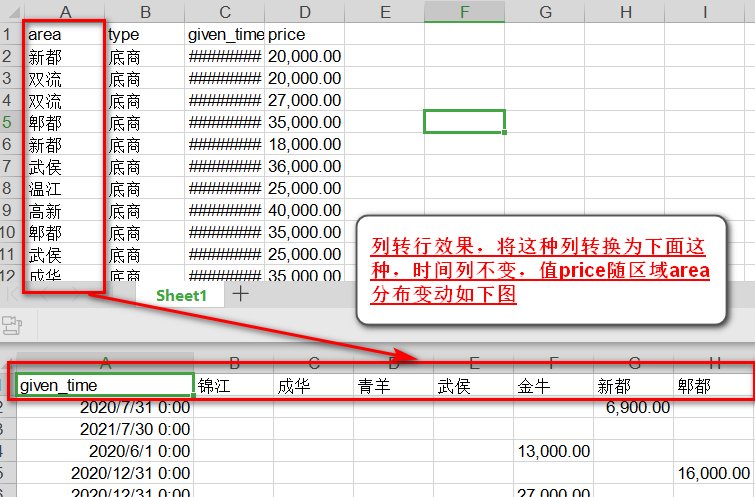 A B C D E F G H I
1 area type given_time price
2 新都 底商 ######## 20,000.00
3 双流 底商 ######## 20,000.00
4 双流 底商 ######## 27,000.00
5 郫都 底商 ######## 35,000.00
6 新都 底商 ######## 18,000.00
7 武侯 底商 ######## 36,000.00
8 温江 底商 ######## 25,000.00
9 高新 底商 ######## 40,000.00
10 郫都 底商 ######## 35,000.00
11 武侯 底商 ######## 25,000.00
12 成华 底商 ######## 35,000.00
列转行效果，将这种列转换为下面这
种，时间列不变，值price随区域area
分布变动如下图
Sheet1
A B C D E F G H
given_time 锦江 成华 青羊 武侯 金牛 新都 郫都
2 2020/7/31 0:00 6,900.00
3 2021/7/30 0:00
4 2020/6/1 0:00 13,000.00
5 2020/12/31 0:00 16,000.00
6 2020/12/31 0:00 27,000.00